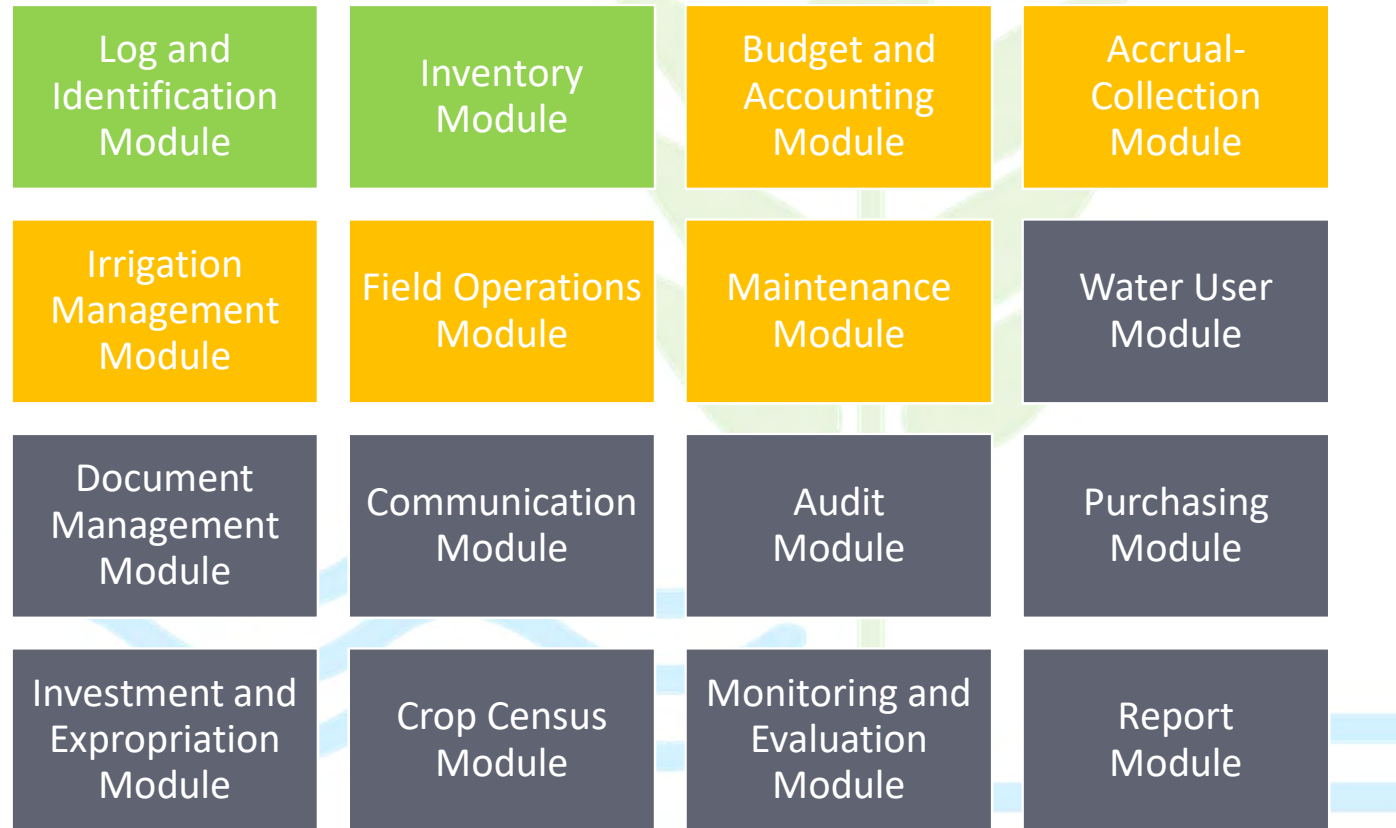 Log and
Identification
Module
Inventory
Module
Budget and
Accounting
Module
Accrual-
Collection
Module
Irrigation
Management
Module
Field Operations
Module
Maintenance
Module
Water User
Module
Document
Management
Module
Communication
Module
Audit
Module
Purchasing
Module
Investment and
Expropriation
Module
Crop Census
Module
Monitoring and
Evaluation
Module
Report
Module